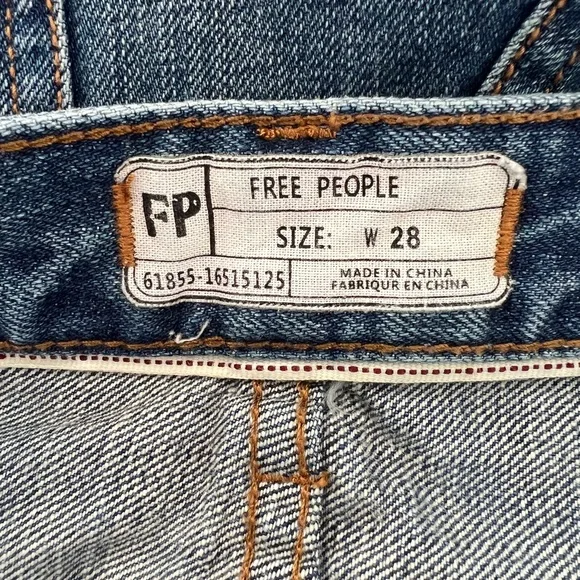 FP
FREE PEOPLE
SIZE: W 28
61855-16515125
MADE IN CHINA
FABRIQUR EN CHINA